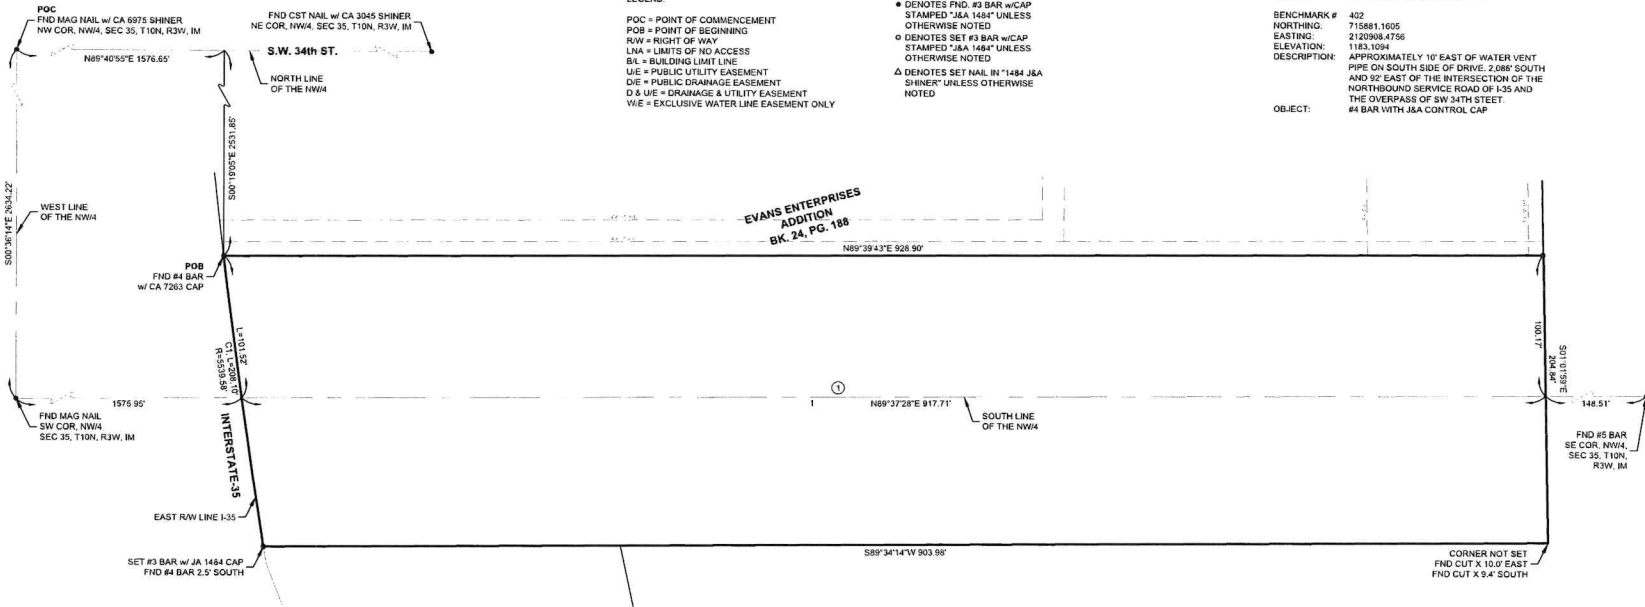 POC
FND MAG NAIL w/ CA 6975 SHINER
NW COR, NW/4, SEC 35, T10N, R3W, IM
N89°40'55"E 1576.65'
FND CST NAIL w/ CA 3045 SHINER
NE COR, NW/4, SEC 35, T10N, R3W, IM
S.W. 34th ST.
NORTH LINE
OF THE NW/4
LEGEND:
POC = POINT OF COMMENCEMENT
POB = POINT OF BEGINNING
R/W = RIGHT OF WAY
LNA = LIMITS OF NO ACCESS
B/L = BUILDING LIMIT LINE
U/E = PUBLIC UTILITY EASEMENT
D/E = PUBLIC DRAINAGE EASEMENT
D & U/E = DRAINAGE & UTILITY EASEMENT
W/E = EXCLUSIVE WATER LINE EASEMENT ONLY
● DENOTES FND. #3 BAR w/CAP
STAMPED "J&A 1484" UNLESS
OTHERWISE NOTED
○ DENOTES SET #3 BAR w/CAP
STAMPED "J&A 1484" UNLESS
OTHERWISE NOTED
△ DENOTES SET NAIL IN "1484 J&A
SHINER" UNLESS OTHERWISE
NOTED
BENCHMARK # 402
NORTHING: 715881.1605
EASTING: 2120908.4756
ELEVATION: 1183.1094
DESCRIPTION: APPROXIMATELY 10' EAST OF WATER VENT
PIPE ON SOUTH SIDE OF DRIVE. 2,086' SOUTH
AND 92' EAST OF THE INTERSECTION OF THE
NORTHBOUND SERVICE ROAD OF I-35 AND
THE OVERPASS OF SW 34TH STEET.
OBJECT: #4 BAR WITH J&A CONTROL CAP
S00°36'14"E 2634.22'
WEST LINE
OF THE NW/4
S00°19'05"E 2531.85'
EVANS ENTERPRISES
ADDITION
BK. 24, PG. 188
N89°39'43"E 928.90'
POB
FND #4 BAR
w/ CA 7263 CAP
L=101.52'
C1, L=208.10'
R=5539.58'
100.17'
S01°01'59"E
204.84'
1575.95'
1
1
N89°37'28"E 917.71'
148.51'
FND MAG NAIL
SW COR, NW/4
SEC 35, T10N, R3W, IM
INTERSTATE-35
SOUTH LINE
OF THE NW/4
FND #5 BAR
SE COR, NW/4,
SEC 35, T10N,
R3W, IM
EAST R/W LINE I-35
SET #3 BAR w/ JA 1484 CAP
FND #4 BAR 2.5' SOUTH
S89°34'14"W 903.98'
CORNER NOT SET
FND CUT X 10.0' EAST
FND CUT X 9.4' SOUTH